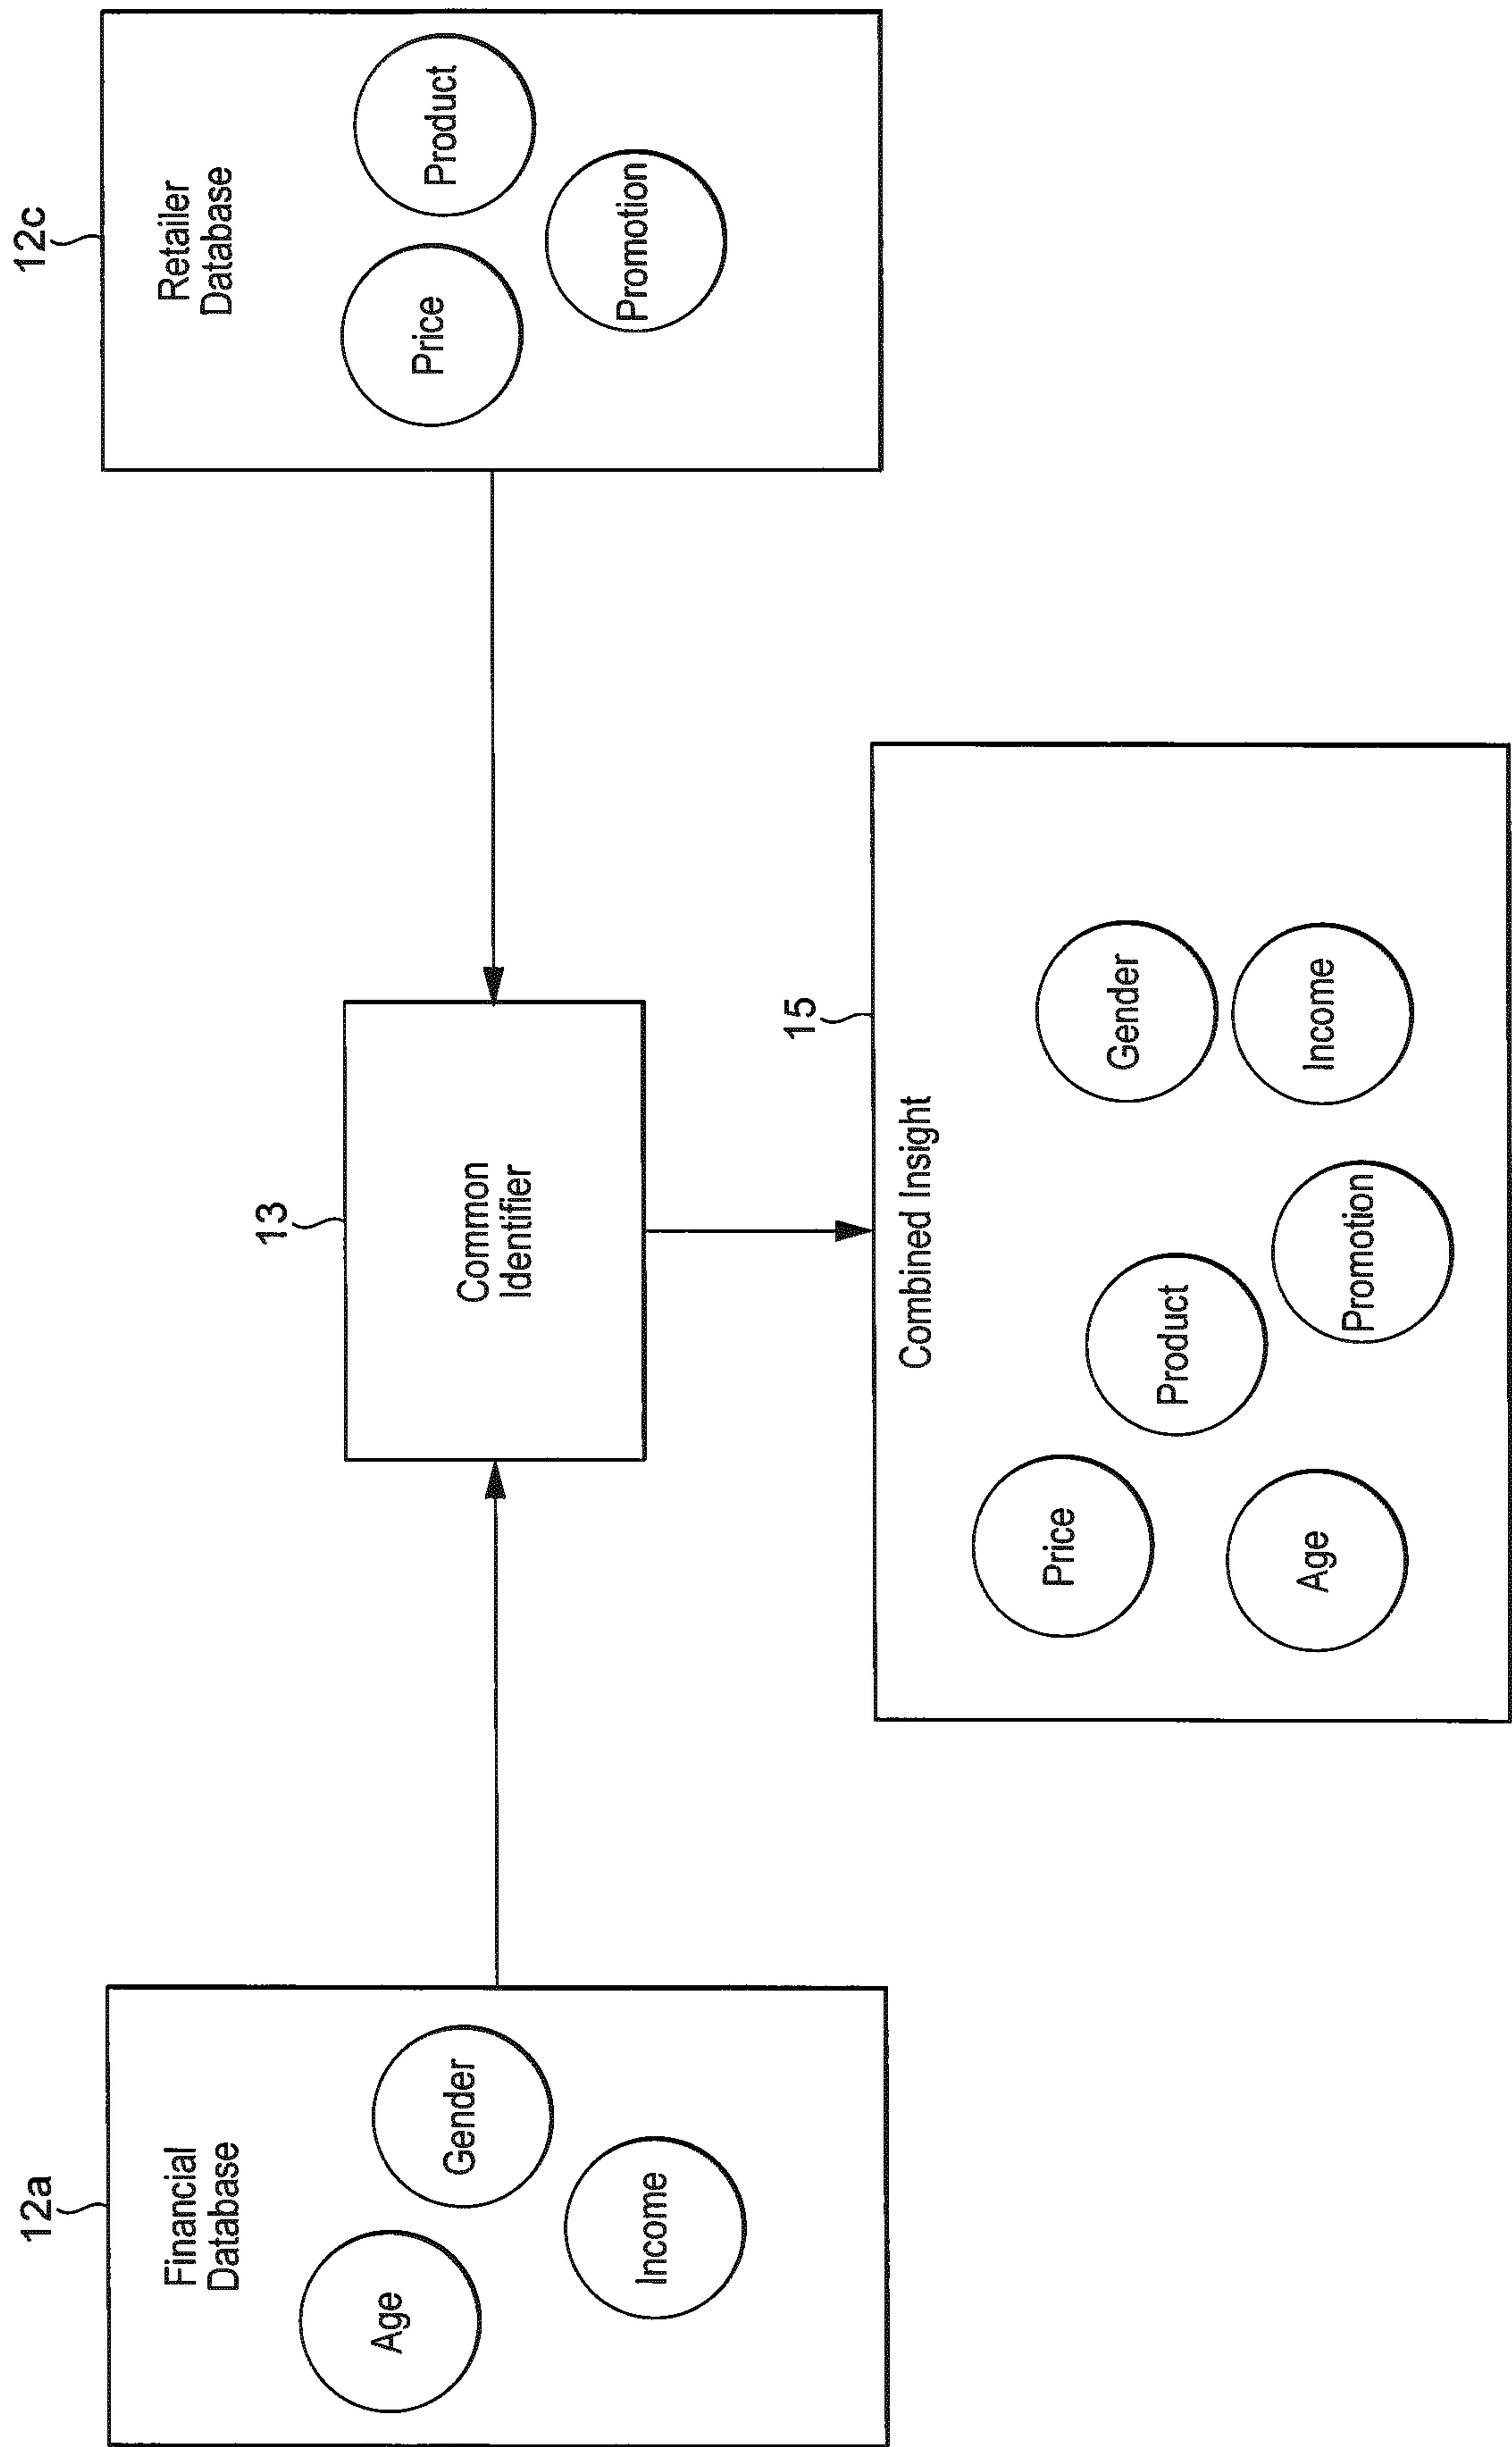 12a
Financial
Database
Age
Gender
Income
13
Common
Identifier
12c
Retailer
Database
Price
Product
Promotion
15
Combined Insight
Price
Product
Gender
Age
Promotion
Income